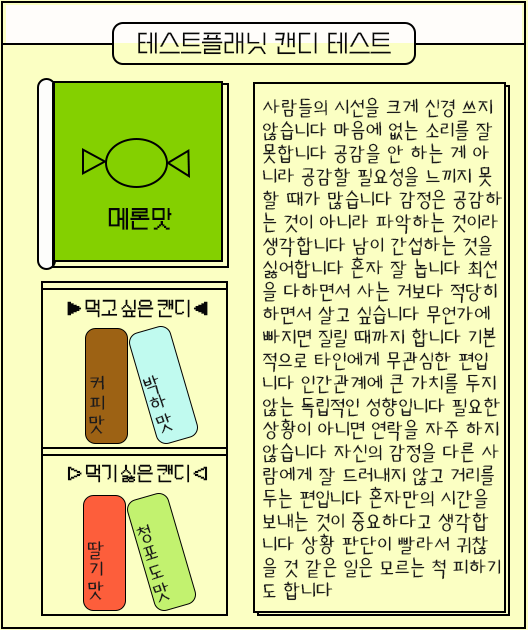 테스트플래닛 캔디 테스트
메론맛
▶먹고싶은캔디◀
커피맛
박하맛
▷먹기싫은캔디◁
딸기맛
청포도맛
사람들의 시선을 크게 신경 쓰지
않습니다 마음에 없는 소리를 잘
못합니다 공감을 안 하는 게 아
니라 공감할 필요성을 느끼지 못
할 때가 많습니다 감정은 공감하
는 것이 아니라 파악하는 것이라
생각합니다 남이 간섭하는 것을
싫어합니다 혼자 잘 놉니다 최선
을 다하면서 사는 거보다 적당히
하면서 살고 싶습니다 무언가에
빠지면 질릴 때까지 합니다 기본
적으로 타인에게 무관심한 편입
니다 인간관계에 큰 가치를 두지
않는 독립적인 성향입니다 필요한
상황이 아니면 연락을 자주 하지
않습니다 자신의 감정을 다른 사
람에게 잘 드러내지 않고 거리를
두는 편입니다 혼자만의 시간을
보내는 것이 중요하다고 생각합
니다 상황 판단이 빨라서 귀찮
을 것 같은 일은 모르는 척 피하기
도 합니다